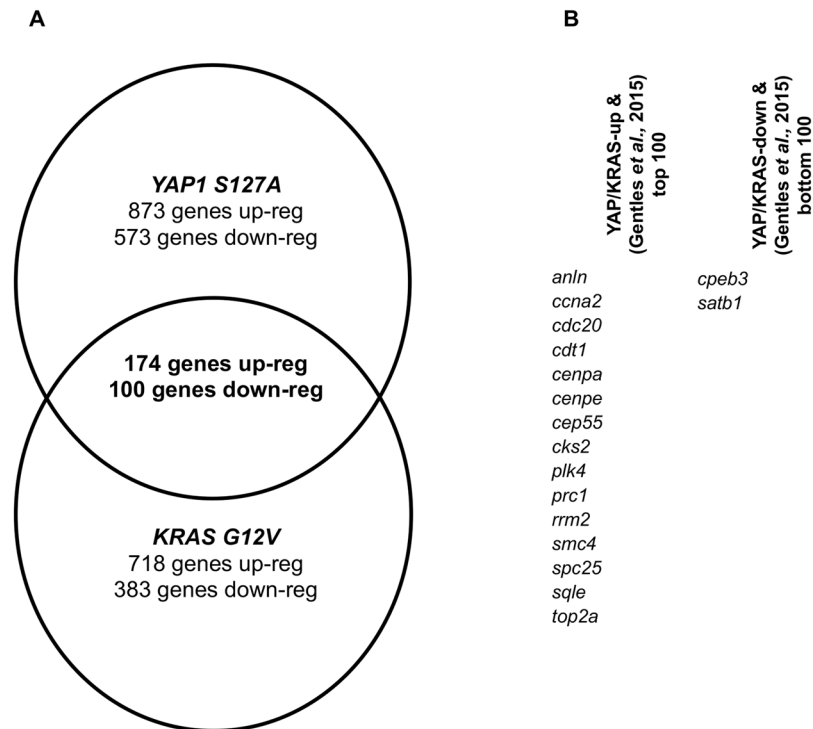 A
YAP1 S127A
873 genes up-reg
573 genes down-reg
174 genes up-reg
100 genes down-reg
KRAS G12V
718 genes up-reg
383 genes down-reg
B
YAP/KRAS-up &
(Gentles et al., 2015)
top 100
YAP/KRAS-down &
(Gentles et al., 2015)
bottom 100
anln
ccna2
cdc20
cdt1
cenpa
cenpe
cep55
cks2
plk4
prc1
rrm2
smc4
spc25
sqle
top2a
cpeb3
satb1